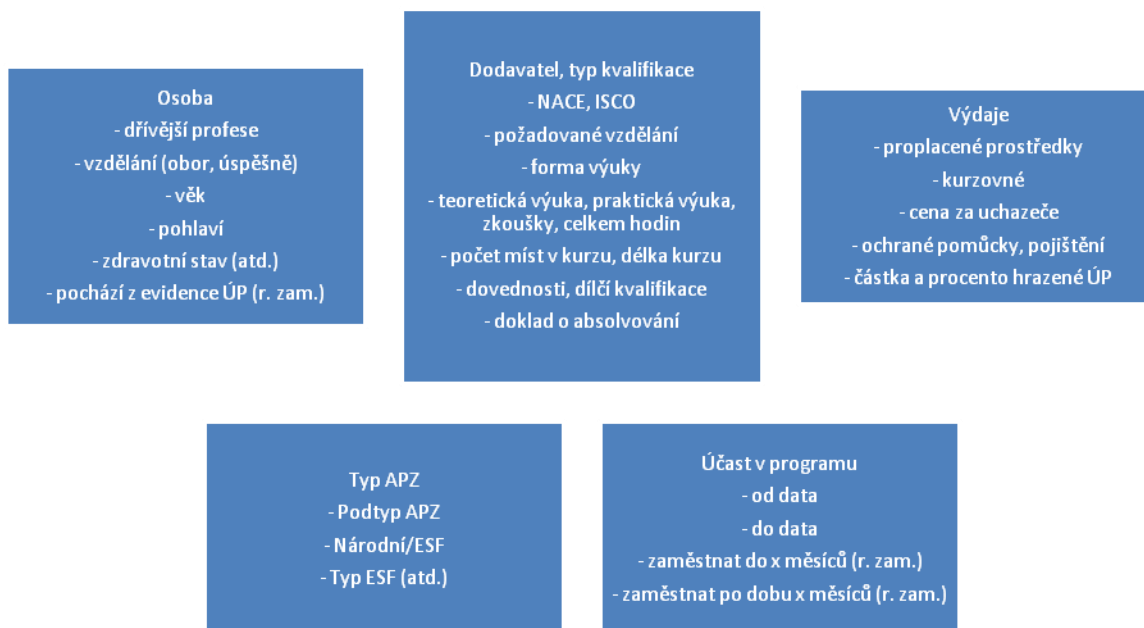 Osoba
- dřívější profese
- vzdělání (obor, úspěšně)
- věk
- pohlaví
- zdravotní stav (atd.)
- pochází z evidence ÚP (r. zam.)
Dodavatel, typ kvalifikace
- NACE, ISCO
- požadované vzdělání
- forma výuky
- teoretická výuka, praktická výuka,
zkoušky, celkem hodin
- počet míst v kurzu, délka kurzu
- dovednosti, dílčí kvalifikace
- doklad o absolvování
Výdaje
- proplacené prostředky
- kurzovné
- cena za uchazeče
- ochrané pomůcky, pojištění
- částka a procento hrazené ÚP
Typ APZ
- Podtyp APZ
- Národní/ESF
- Typ ESF (atd.)
Účast v programu
- od data
- do data
- zaměstnat do x měsíců (r. zam.)
- zaměstnat po dobu x měsíců (r. zam.)